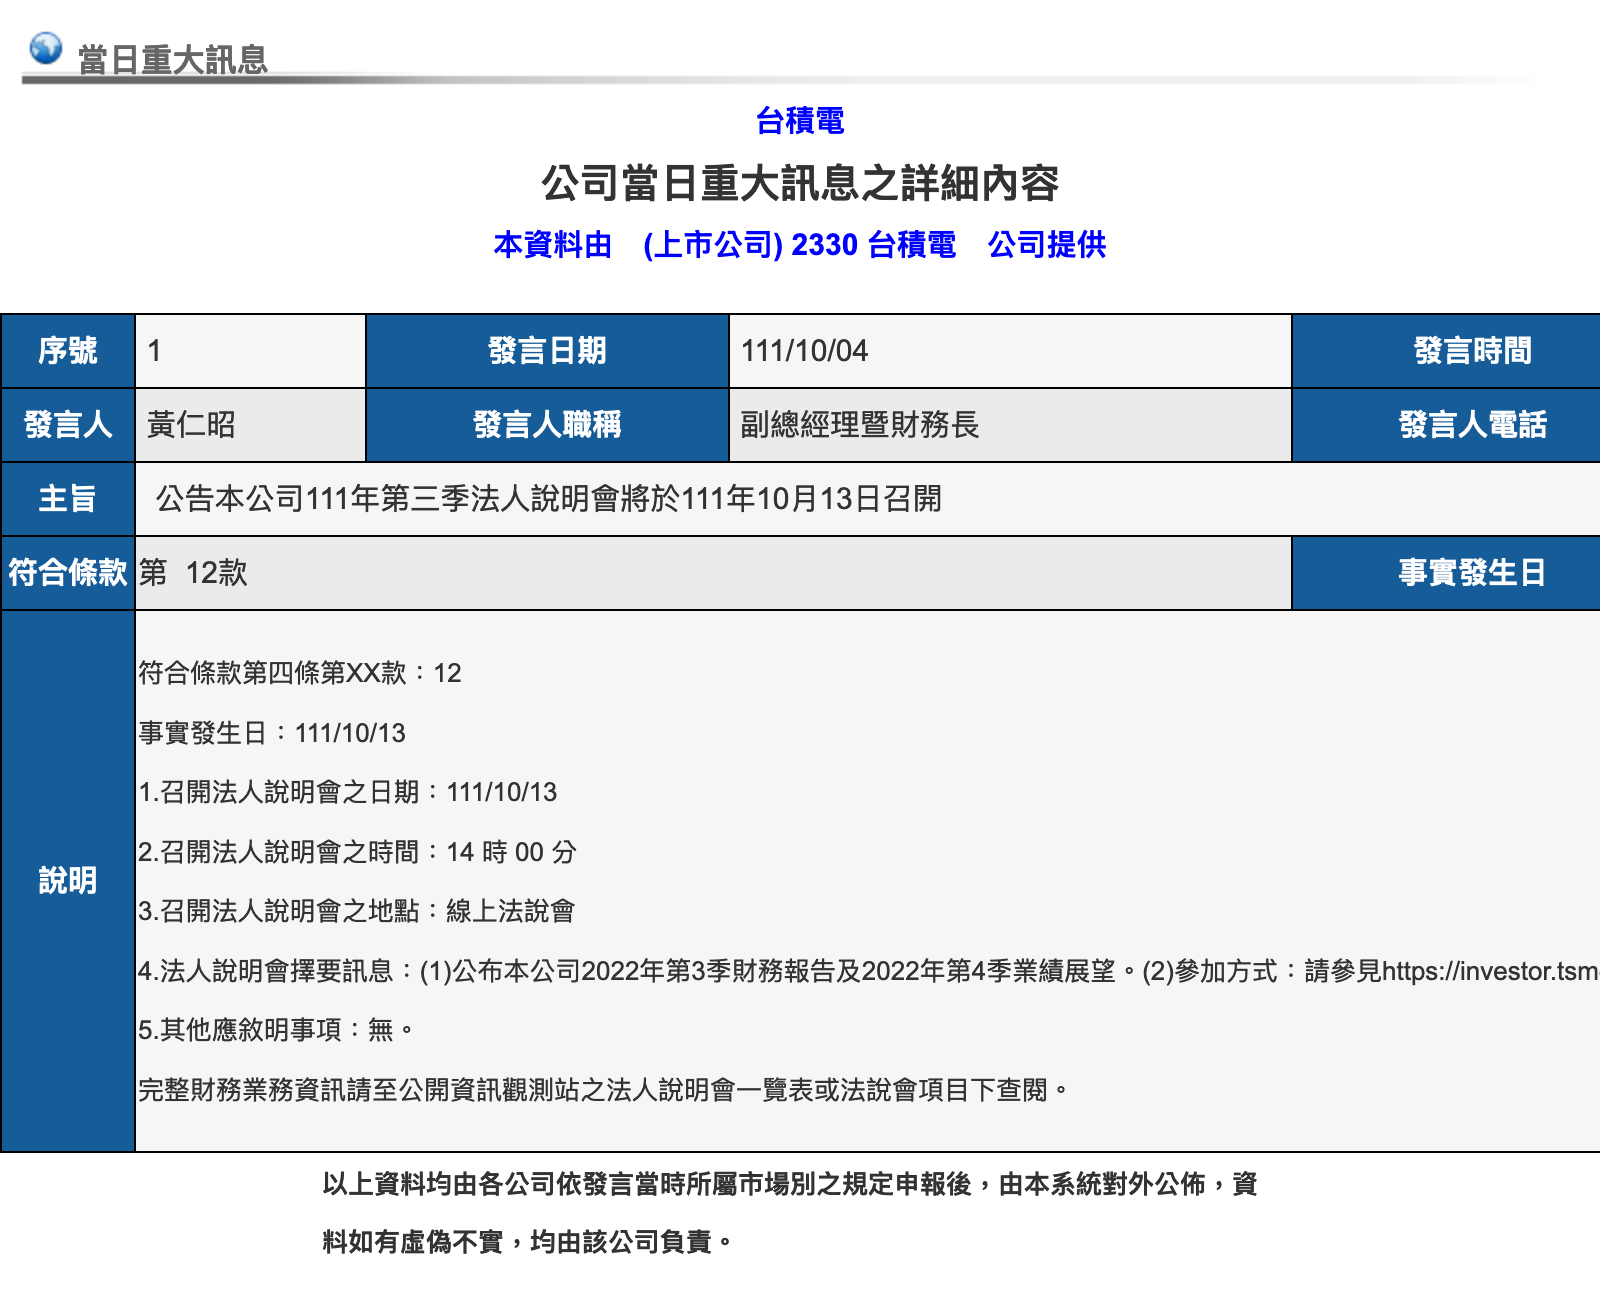 當日重大訊息
台積電
公司當日重大訊息之詳細內容
本資料由　(上市公司) 2330 台積電　公司提供
序號 1 發言日期 111/10/04 發言時間
發言人 黃仁昭 發言人職稱 副總經理暨財務長 發言人電話
主旨 公告本公司111年第三季法人說明會將於111年10月13日召開
符合條款 第 12款 事實發生日
說明
符合條款第四條第XX款：12
事實發生日：111/10/13
1.召開法人說明會之日期：111/10/13
2.召開法人說明會之時間：14 時 00 分
3.召開法人說明會之地點：線上法說會
4.法人說明會擇要訊息：(1)公布本公司2022年第3季財務報告及2022年第4季業績展望。(2)參加方式：請參見https://investor.tsm
5.其他應敘明事項：無。
完整財務業務資訊請至公開資訊觀測站之法人說明會一覽表或法說會項目下查閱。
以上資料均由各公司依發言當時所屬市場別之規定申報後，由本系統對外公佈，資
料如有虛偽不實，均由該公司負責。